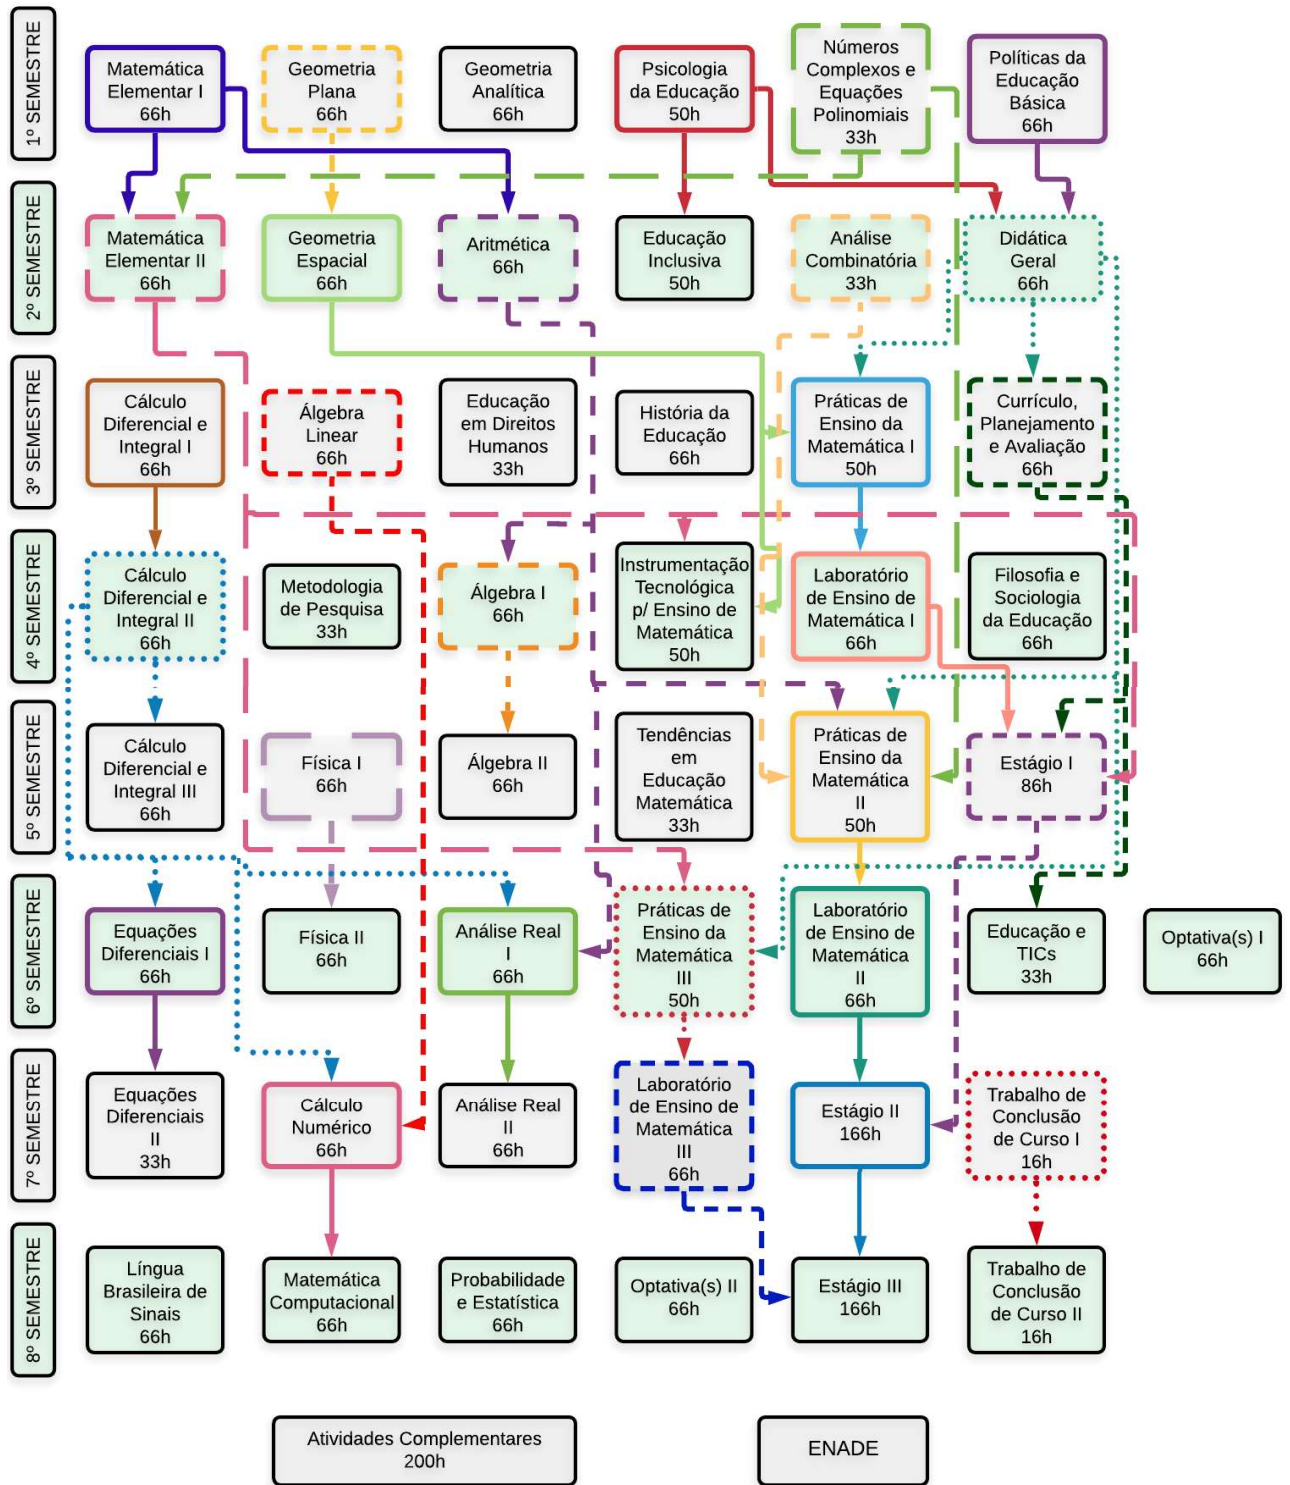 1º SEMESTRE
Matemática
Elementar I
66h
Geometria
Plana
66h
Geometria
Analítica
66h
Psicologia
da Educação
50h
Números
Complexos e
Equações
Polinomiais
33h
Políticas da
Educação
Básica
66h
2º SEMESTRE
Matemática
Elementar II
66h
Geometria
Espacial
66h
Aritmética
66h
Educação
Inclusiva
50h
Análise
Combinatória
33h
Didática
Geral
66h
3º SEMESTRE
Cálculo
Diferencial e
Integral I
66h
Álgebra
Linear
66h
Educação
em Direitos
Humanos
33h
História da
Educação
66h
Práticas de
Ensino da
Matemática I
50h
Currículo,
Planejamento
e Avaliação
66h
4º SEMESTRE
Cálculo
Diferencial e
Integral II
66h
Metodologia
de Pesquisa
33h
Álgebra I
66h
Instrumentação
Tecnológica
p/ Ensino de
Matemática
50h
Laboratório
de Ensino de
Matemática I
66h
Filosofia e
Sociologia
da Educação
66h
5º SEMESTRE
Cálculo
Diferencial e
Integral III
66h
Física I
66h
Álgebra II
66h
Tendências
em
Educação
Matemática
33h
Práticas de
Ensino da
Matemática
II
50h
Estágio I
86h
6º SEMESTRE
Equações
Diferenciais I
66h
Física II
66h
Análise Real
I
66h
Práticas de
Ensino da
Matemática
III
50h
Laboratório
de Ensino de
Matemática
II
66h
Educação e
TICs
33h
Optativa(s) I
66h
7º SEMESTRE
Equações
Diferenciais
II
33h
Cálculo
Numérico
66h
Análise Real
II
66h
Laboratório
de Ensino de
Matemática
III
66h
Estágio II
166h
Trabalho de
Conclusão
de Curso I
16h
8º SEMESTRE
Língua
Brasileira de
Sinais
66h
Matemática
Computacional
66h
Probabilidade
e Estatística
66h
Optativa(s) II
66h
Estágio III
166h
Trabalho de
Conclusão
de Curso II
16h
Atividades Complementares
200h
ENADE